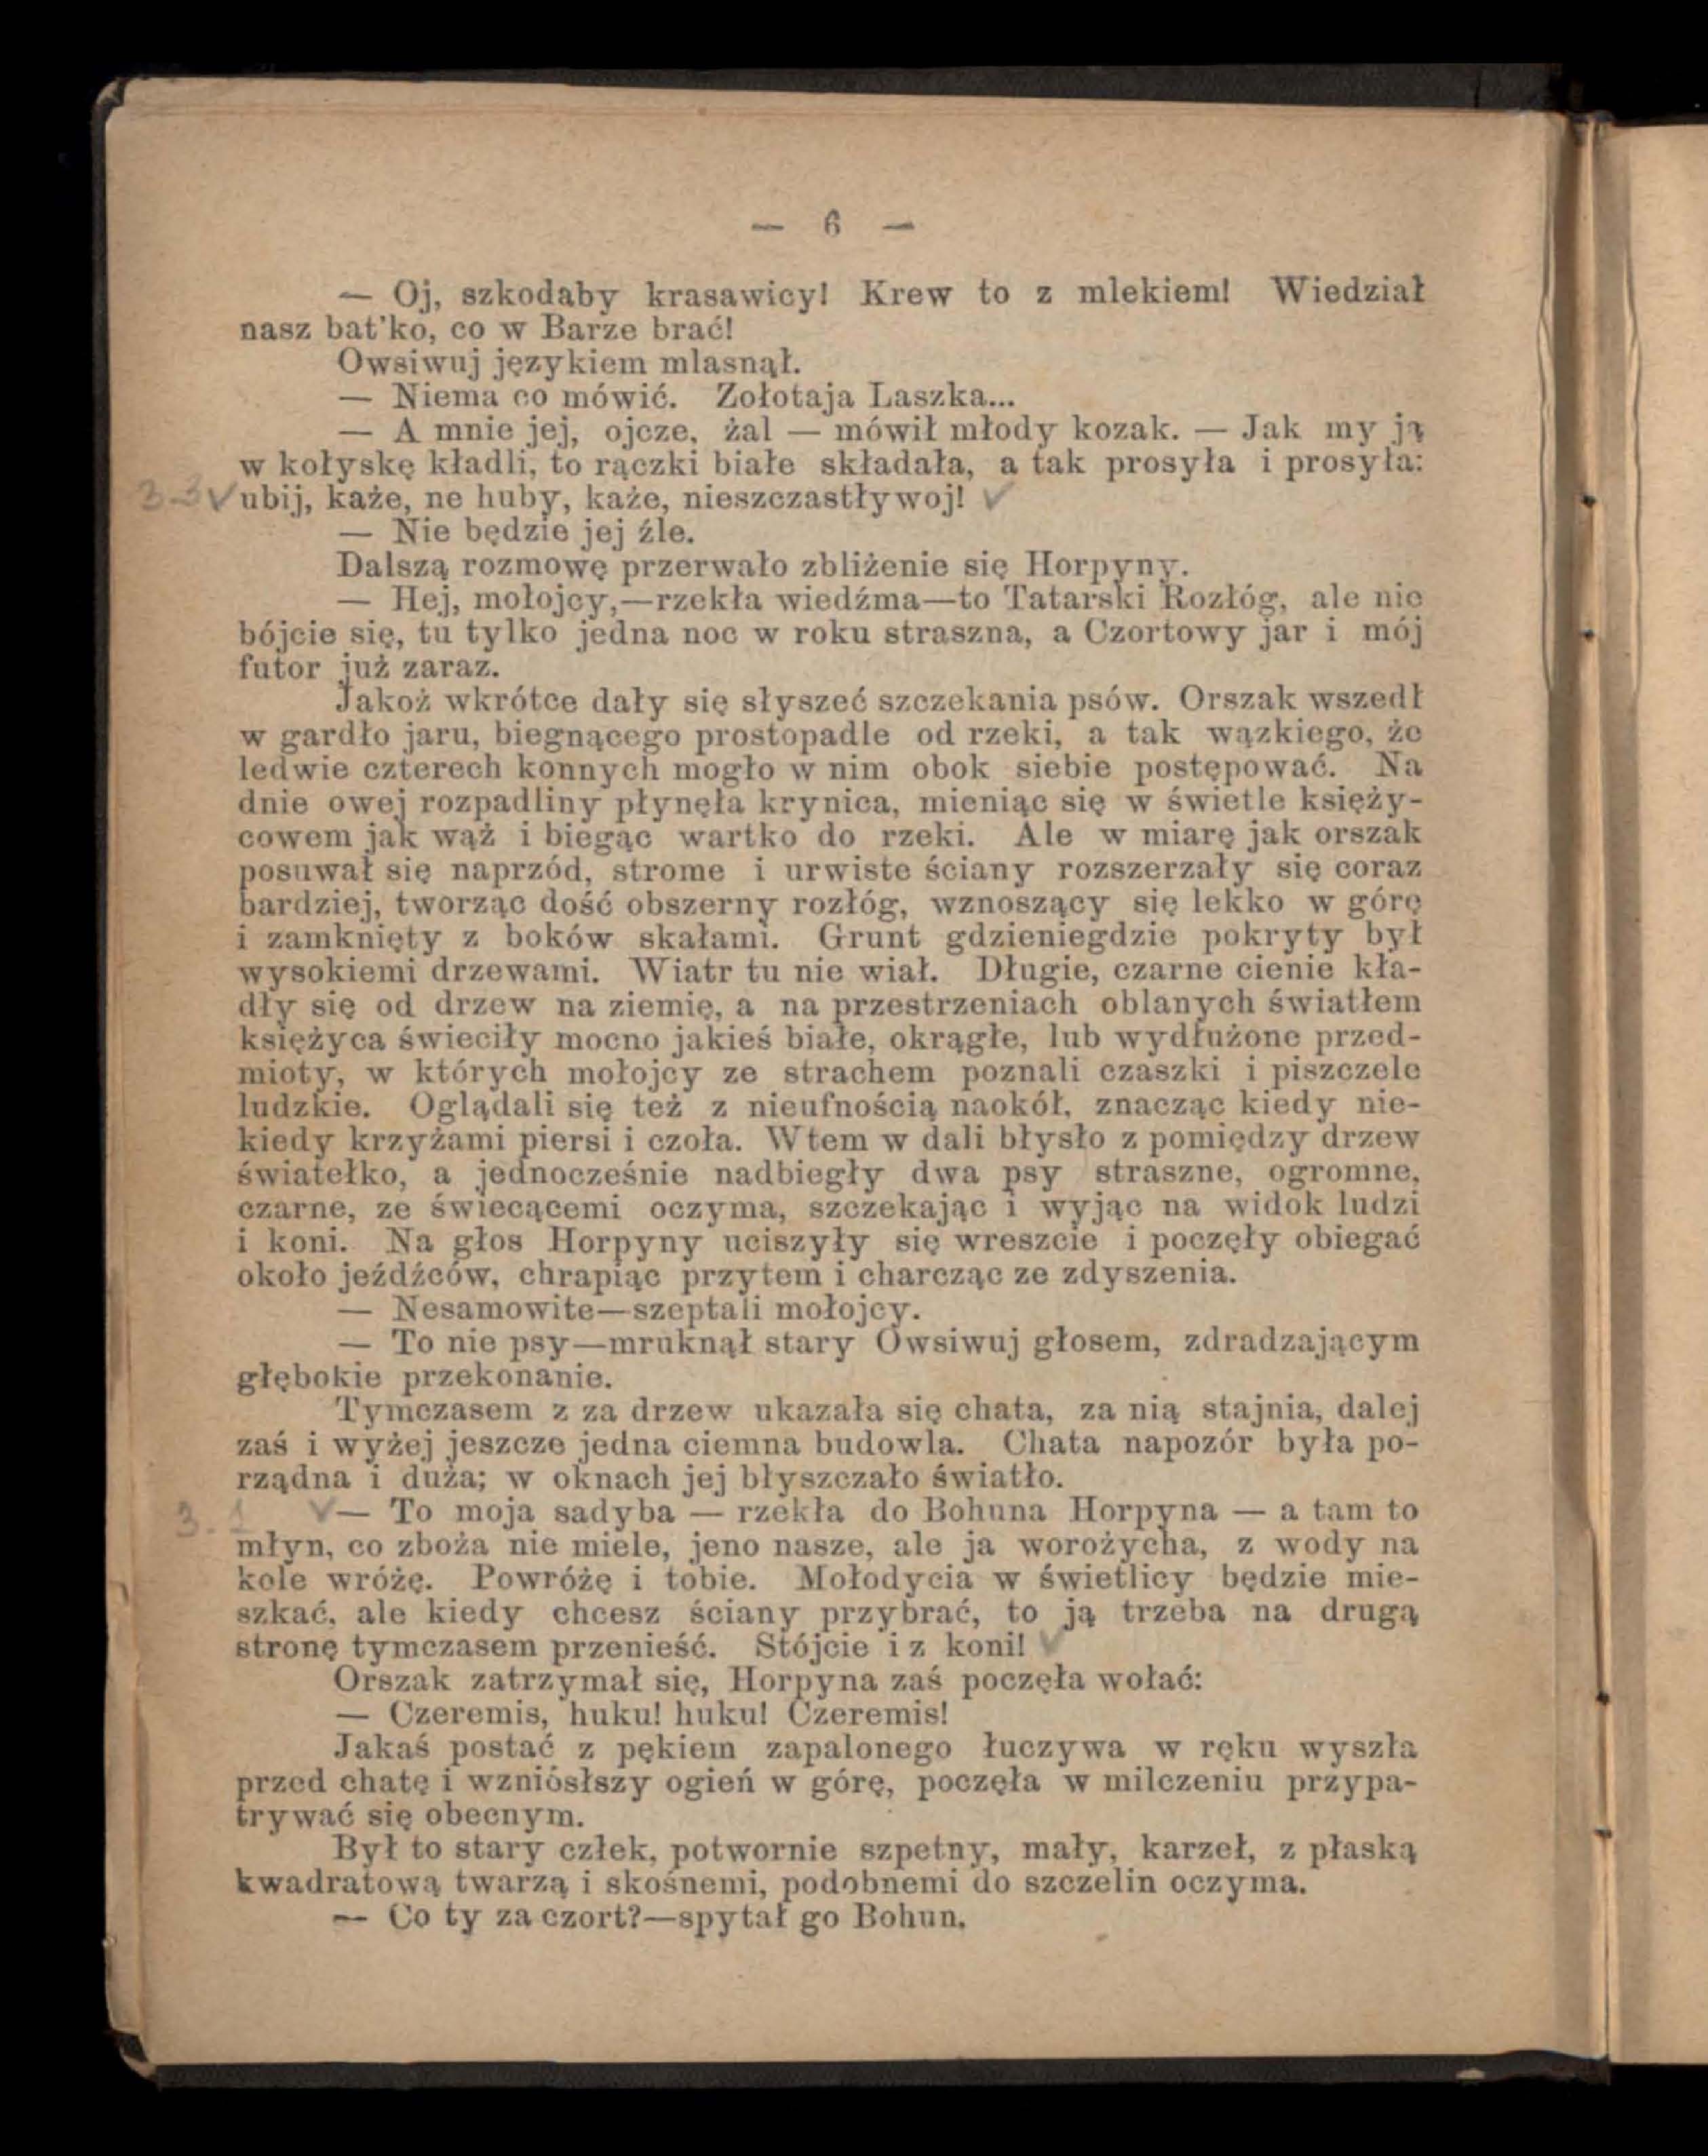 — 6 —
— Oj, szkodaby krasawicy! Krew to z mlekiem! Wiedział
nasz bat'ko, co w Barze brać!
Owsiwuj językiem mlasnął.
— Niema co mówić. Zołotaja Laszka...
— A mnie jej, ojcze, żal — mówił młody kozak. — Jak my ją
w kołyskę kładli, to rączki białe składała, a tak prosyła i prosyła:
3-3 ✓ ubij, każe, ne huby, każe, nieszczastływoj! ✓
— Nie będzie jej źle.
Dalszą rozmowę przerwało zbliżenie się Horpyny.
— Hej, mołojcy,—rzekła wiedźma—to Tatarski Rozłóg, ale nie
bójcie się, tu tylko jedna noc w roku straszna, a Czortowy jar i mój
futor już zaraz.
Jakoż wkrótce dały się słyszeć szczekania psów. Orszak wszedł
w gardło jaru, biegnącego prostopadle od rzeki, a tak wązkiego, że
ledwie czterech konnych mogło w nim obok siebie postępować. Na
dnie owej rozpadliny płynęła krynica, mieniąc się w świetle księży-
cowem jak wąż i biegąc wartko do rzeki. Ale w miarę jak orszak
posuwał się naprzód, strome i urwiste ściany rozszerzały się coraz
bardziej, tworząc dość obszerny rozłóg, wznoszący się lekko w górę
i zamknięty z boków skałami. Grunt gdzieniegdzie pokryty był
wysokiemi drzewami. Wiatr tu nie wiał. Długie, czarne cienie kła-
dły się od drzew na ziemię, a na przestrzeniach oblanych światłem
księżyca świeciły mocno jakieś białe, okrągłe, lub wydłużone przed-
mioty, w których mołojcy ze strachem poznali czaszki i piszczele
ludzkie. Oglądali się też z nieufnością naokół, znacząc kiedy nie-
kiedy krzyżami piersi i czoła. Wtem w dali błysło z pomiędzy drzew
światełko, a jednocześnie nadbiegły dwa psy straszne, ogromne,
czarne, ze świecącemi oczyma, szczekając i wyjąc na widok ludzi
i koni. Na głos Horpyny uciszyły się wreszcie i poczęły obiegać
około jeźdźców, chrapiąc przytem i charcząc ze zdyszenia.
— Nesamowite—szeptali mołojcy.
— To nie psy—mruknął stary Owsiwuj głosem, zdradzającym
głębokie przekonanie.
Tymczasem z za drzew ukazała się chata, za nią stajnia, dalej
zaś i wyżej jeszcze jedna ciemna budowla. Chata napozór była po-
rządna i duża; w oknach jej błyszczało światło.
3-1 ✓ — To moja sadyba — rzekła do Bohuna Horpyna — a tam to
młyn, co zboża nie miele, jeno nasze, ale ja worożycha, z wody na
kole wróżę. Powróżę i tobie. Mołodycia w świetlicy będzie mie-
szkać, ale kiedy chcesz ściany przybrać, to ją trzeba na drugą
stronę tymczasem przenieść. Stójcie i z koni! ✓
Orszak zatrzymał się, Horpyna zaś poczęła wołać:
— Czeremis, huku! huku! Czeremis!
Jakaś postać z pękiem zapalonego łuczywa w ręku wyszła
przed chatę i wzniósłszy ogień w górę, poczęła w milczeniu przypa-
trywać się obecnym.
Był to stary człek, potwornie szpetny, mały, karzeł, z płaską
kwadratową twarzą i skośnemi, podobnemi do szczelin oczyma.
— Co ty za czort?—spytał go Bohun.